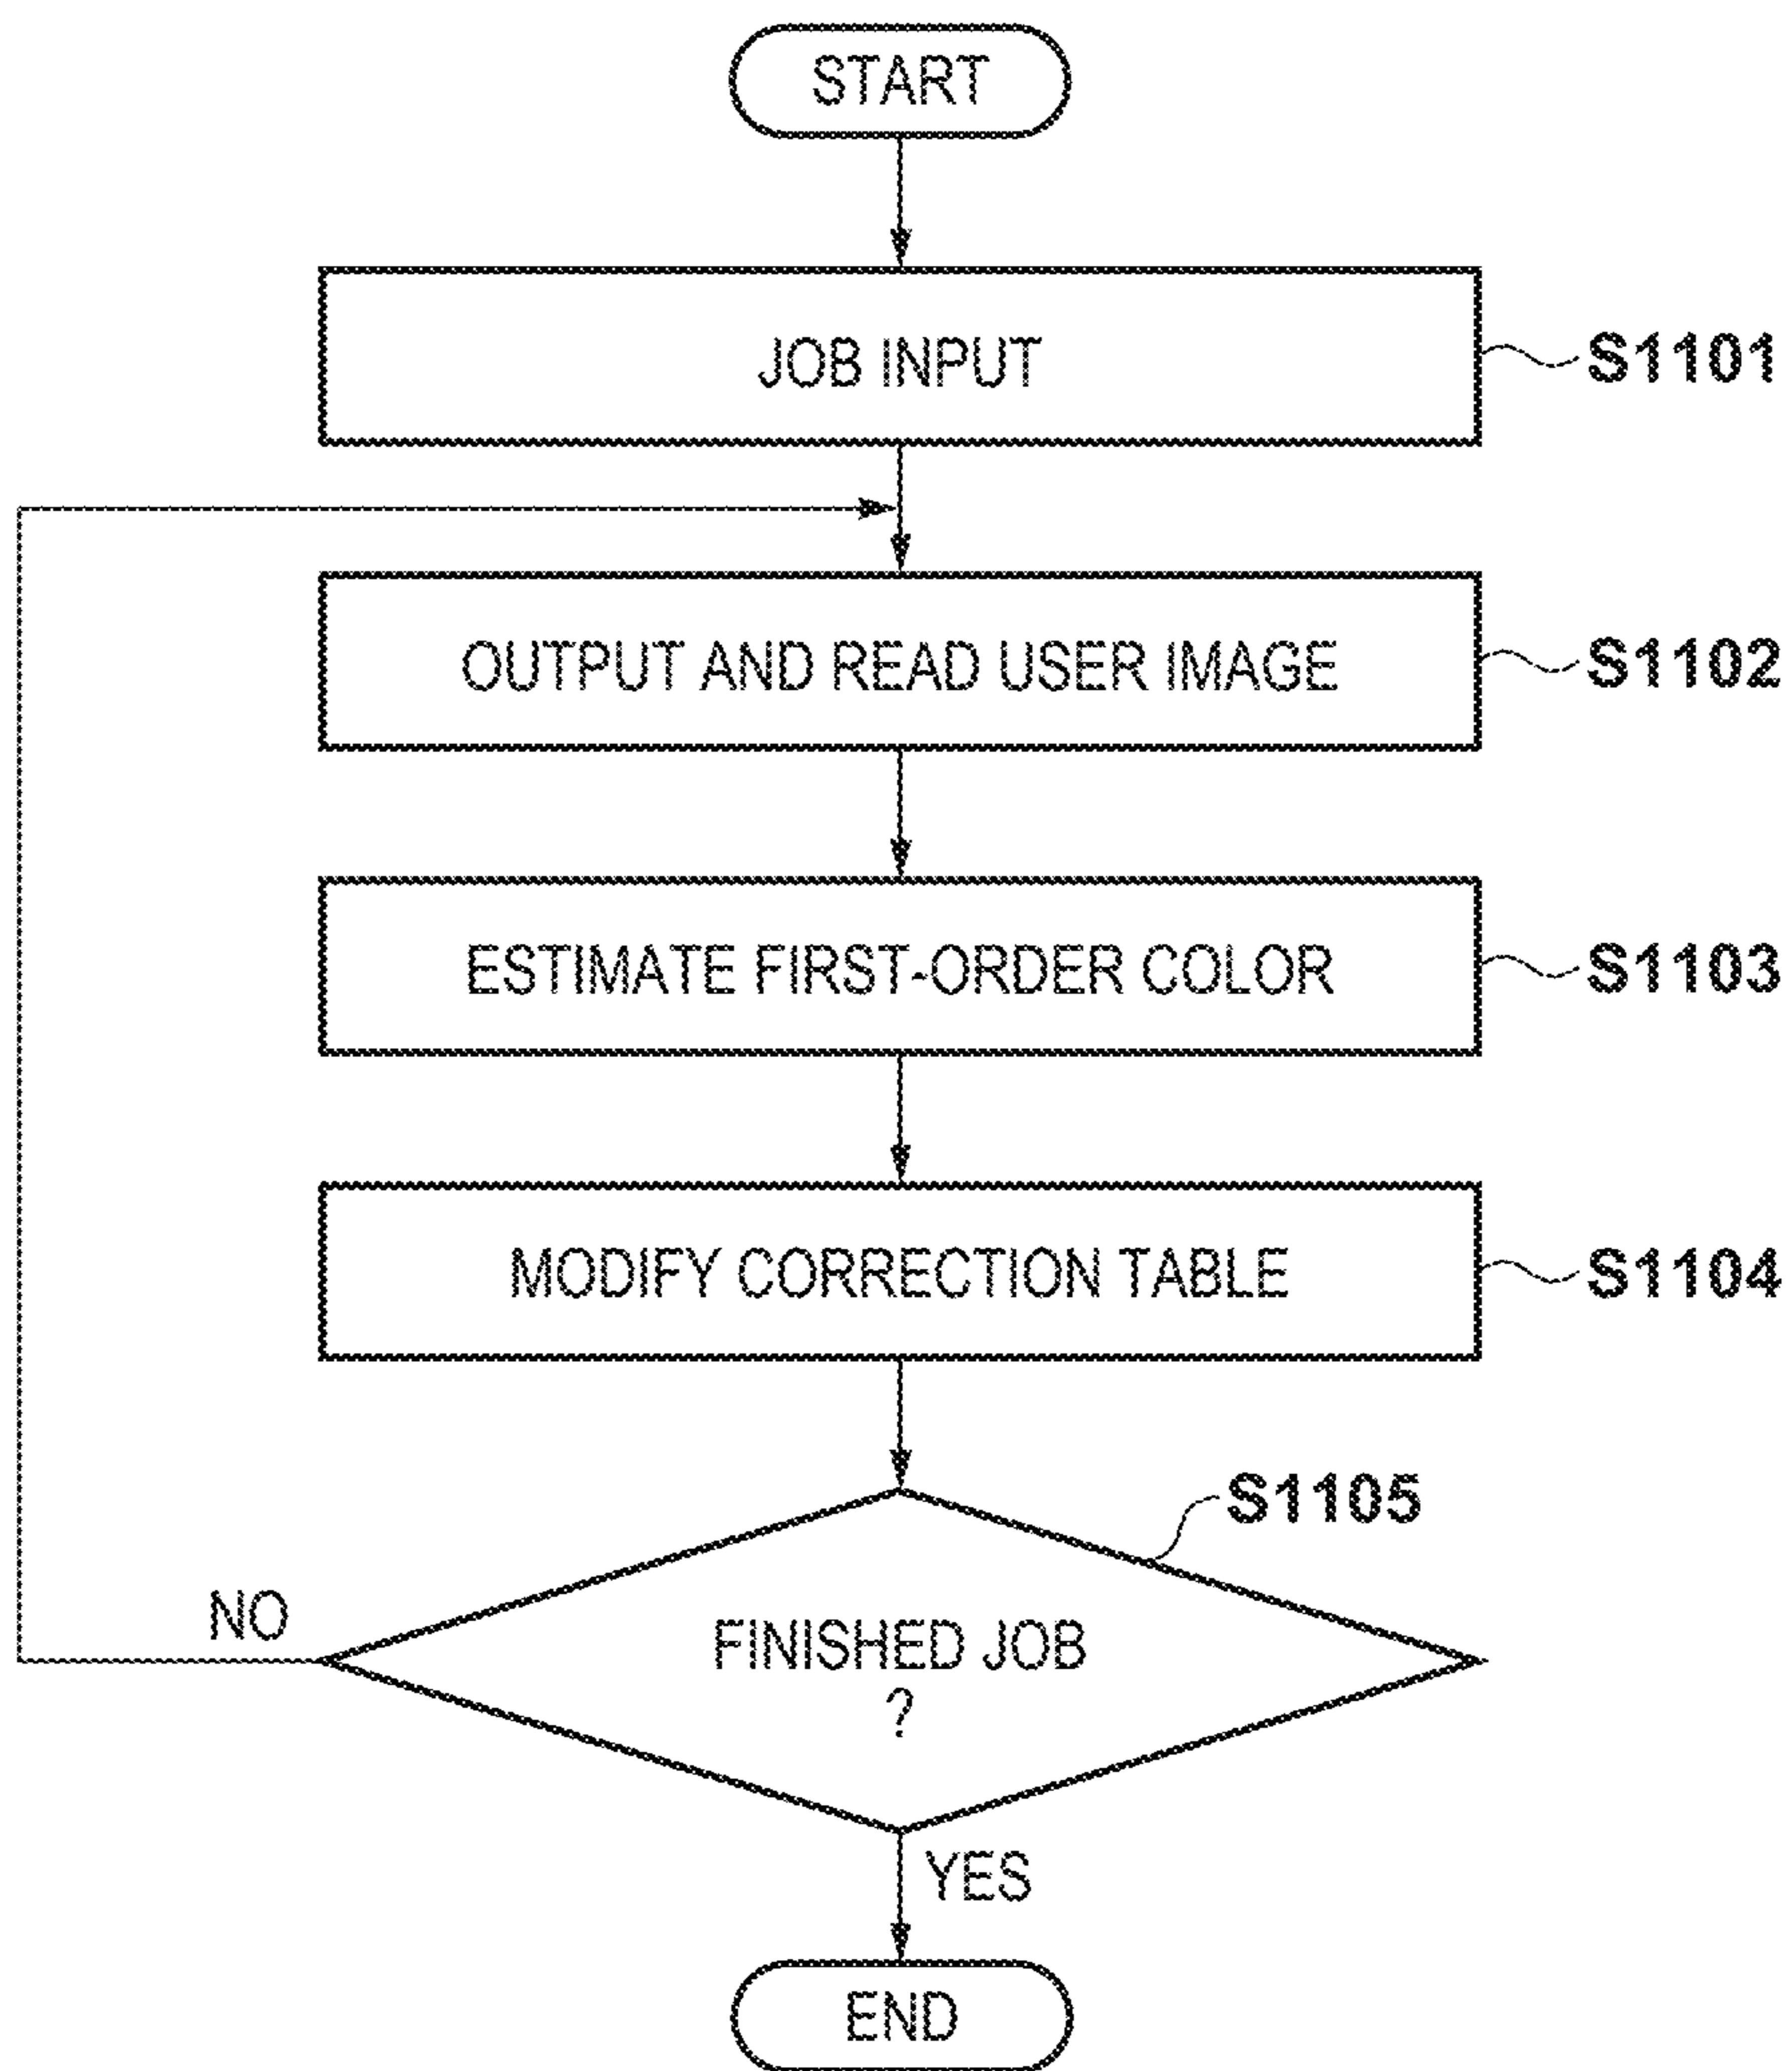 START
JOB INPUT
S1101
OUTPUT AND READ USER IMAGE
S1102
ESTIMATE FIRST-ORDER COLOR
S1103
MODIFY CORRECTION TABLE
S1104
S1105
NO
FINISHED JOB
?
YES
END